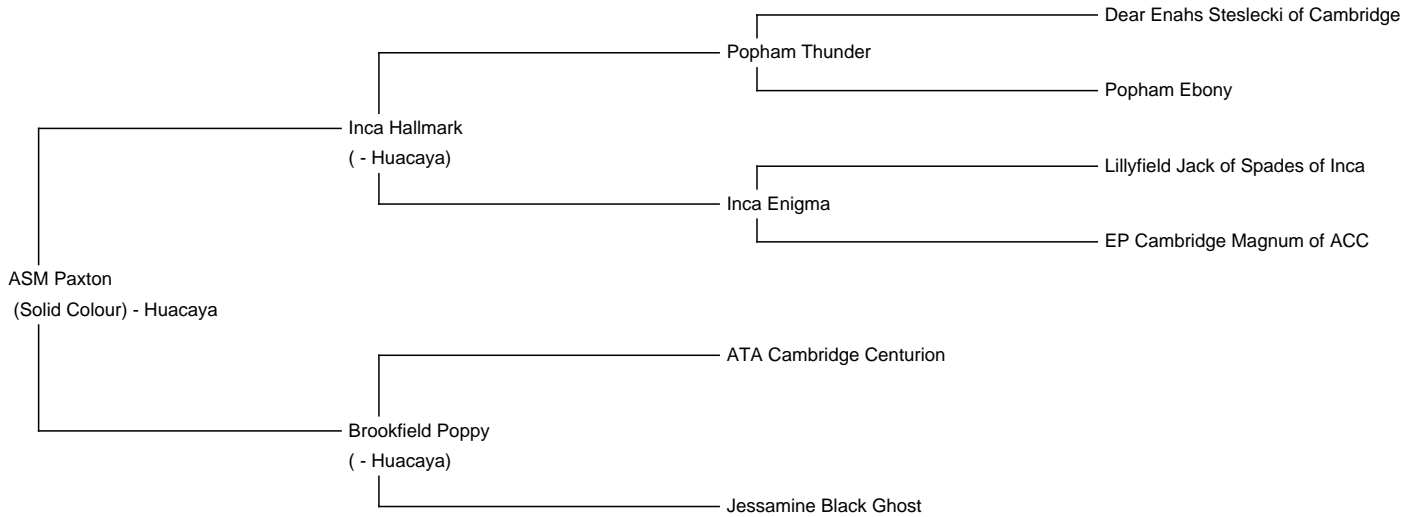 Dear Enahs Steslecki of Cambridge
Popham Thunder
Popham Ebony
Inca Hallmark
( - Huacaya)
Lillyfield Jack of Spades of Inca
Inca Enigma
EP Cambridge Magnum of ACC
ASM Paxton
(Solid Colour) - Huacaya
ATA Cambridge Centurion
Brookfield Poppy
( - Huacaya)
Jessamine Black Ghost